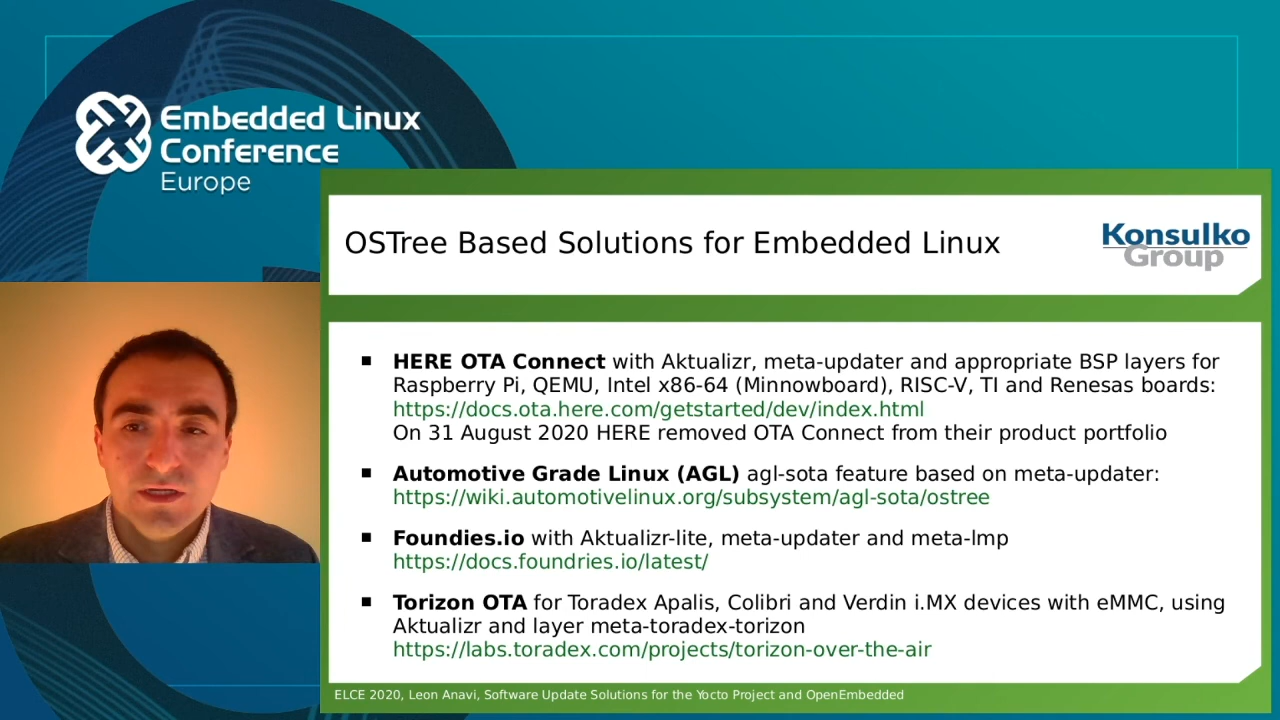 Embedded Linux
Conference
Europe
OSTree Based Solutions for Embedded Linux
Konsulko
Group
▪ HERE OTA Connect with Aktualizr, meta-updater and appropriate BSP layers for
Raspberry Pi, QEMU, Intel x86-64 (Minnowboard), RISC-V, TI and Renesas boards:
https://docs.ota.here.com/getstarted/dev/index.html
On 31 August 2020 HERE removed OTA Connect from their product portfolio
▪ Automotive Grade Linux (AGL) agl-sota feature based on meta-updater:
https://wiki.automotivelinux.org/subsystem/agl-sota/ostree
▪ Foundies.io with Aktualizr-lite, meta-updater and meta-lmp
https://docs.foundries.io/latest/
▪ Torizon OTA for Toradex Apalis, Colibri and Verdin i.MX devices with eMMC, using
Aktualizr and layer meta-toradex-torizon
https://labs.toradex.com/projects/torizon-over-the-air
ELCE 2020, Leon Anavi, Software Update Solutions for the Yocto Project and OpenEmbedded